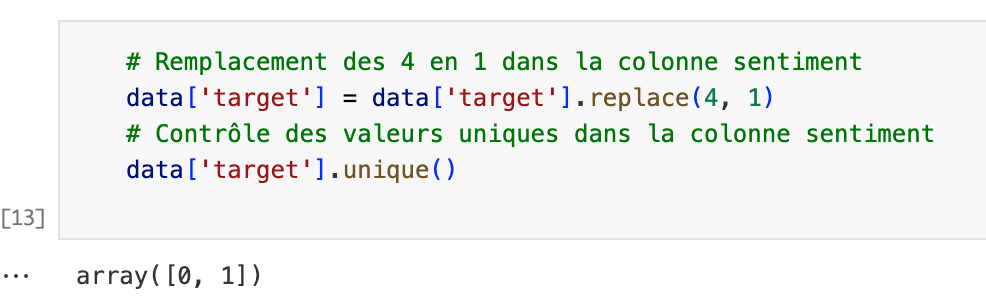 # Remplacement des 4 en 1 dans la colonne sentiment
data['target'] = data['target'].replace(4, 1)
# Contrôle des valeurs uniques dans la colonne sentiment
data['target'].unique()
[13]
... array([0, 1])